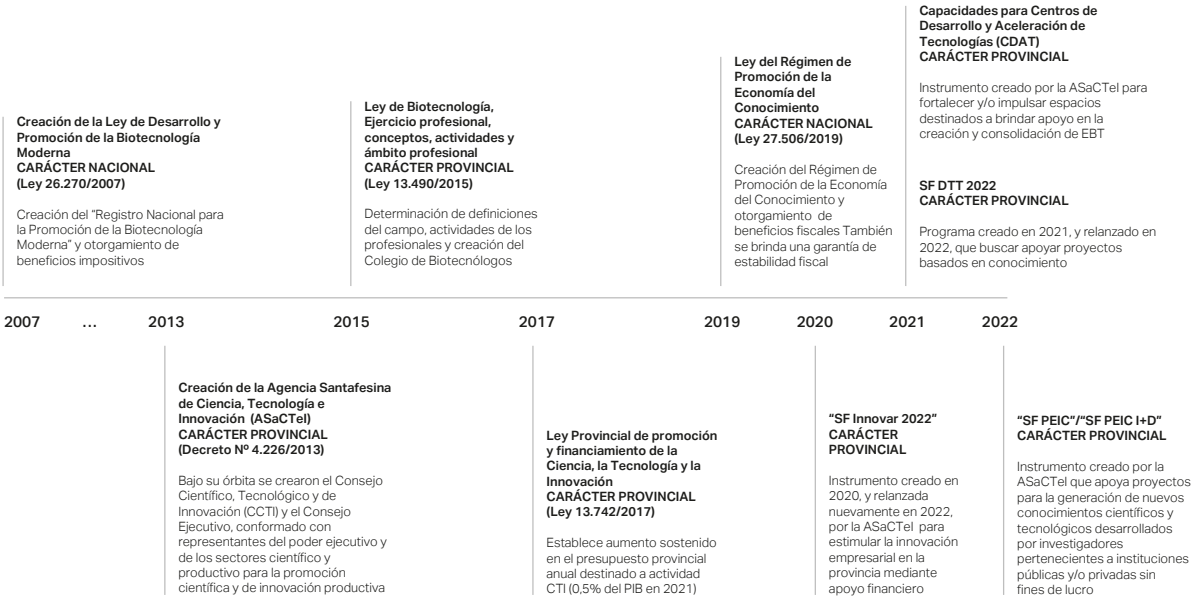 Creación de la Ley de Desarrollo y
Promoción de la Biotecnología
Moderna
CARÁCTER NACIONAL
(Ley 26.270/2007)
Creación del "Registro Nacional para
la Promoción de la Biotecnología
Moderna" y otorgamiento de
beneficios impositivos
Ley de Biotecnología,
Ejercicio profesional,
conceptos, actividades y
ámbito profesional
CARÁCTER PROVINCIAL
(Ley 13.490/2015)
Determinación de definiciones
del campo, actividades de los
profesionales y creación del
Colegio de Biotecnólogos
Ley del Régimen de
Promoción de la
Economía del
Conocimiento
CARÁCTER NACIONAL
(Ley 27.506/2019)
Creación del Régimen de
Promoción de la Economía
del Conocimiento y
otorgamiento de
beneficios fiscales También
se brinda una garantía de
estabilidad fiscal
Capacidades para Centros de
Desarrollo y Aceleración de
Tecnologías (CDAT)
CARÁCTER PROVINCIAL
Instrumento creado por la ASaCTeI para
fortalecer y/o impulsar espacios
destinados a brindar apoyo en la
creación y consolidación de EBT
SF DTT 2022
CARÁCTER PROVINCIAL
Programa creado en 2021, y relanzado en
2022, que buscar apoyar proyectos
basados en conocimiento
2007 ... 2013 2015 2017 2019 2020 2021 2022
Creación de la Agencia Santafesina
de Ciencia, Tecnología e
Innovación (ASaCTeI)
CARÁCTER PROVINCIAL
(Decreto Nº 4.226/2013)
Bajo su órbita se crearon el Consejo
Científico, Tecnológico y de
Innovación (CCTI) y el Consejo
Ejecutivo, conformado con
representantes del poder ejecutivo y
de los sectores científico y
productivo para la promoción
científica y de innovación productiva
Ley Provincial de promoción
y financiamiento de la
Ciencia, la Tecnología y la
Innovación
CARÁCTER PROVINCIAL
(Ley 13.742/2017)
Establece aumento sostenido
en el presupuesto provincial
anual destinado a actividad
CTI (0,5% del PIB en 2021)
"SF Innovar 2022"
CARÁCTER
PROVINCIAL
Instrumento creado en
2020, y relanzada
nuevamente en 2022,
por la ASaCTeI para
estimular la innovación
empresarial en la
provincia mediante
apoyo financiero
"SF PEIC"/"SF PEIC I+D"
CARÁCTER PROVINCIAL
Instrumento creado por la
ASaCTeI que apoya proyectos
para la generación de nuevos
conocimientos científicos y
tecnológicos desarrollados
por investigadores
pertenecientes a instituciones
públicas y/o privadas sin
fines de lucro